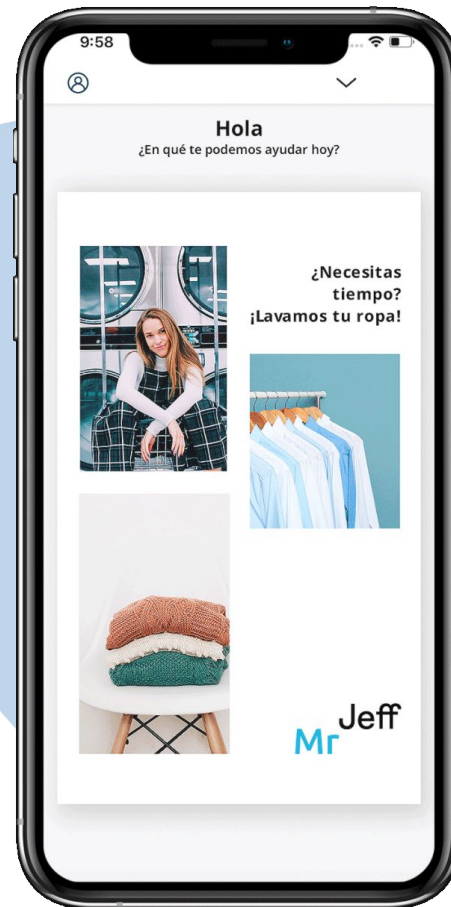 9:58
Hola
¿En qué te podemos ayudar hoy?
¿Necesitas
tiempo?
¡Lavamos tu ropa!
Mr Jeff